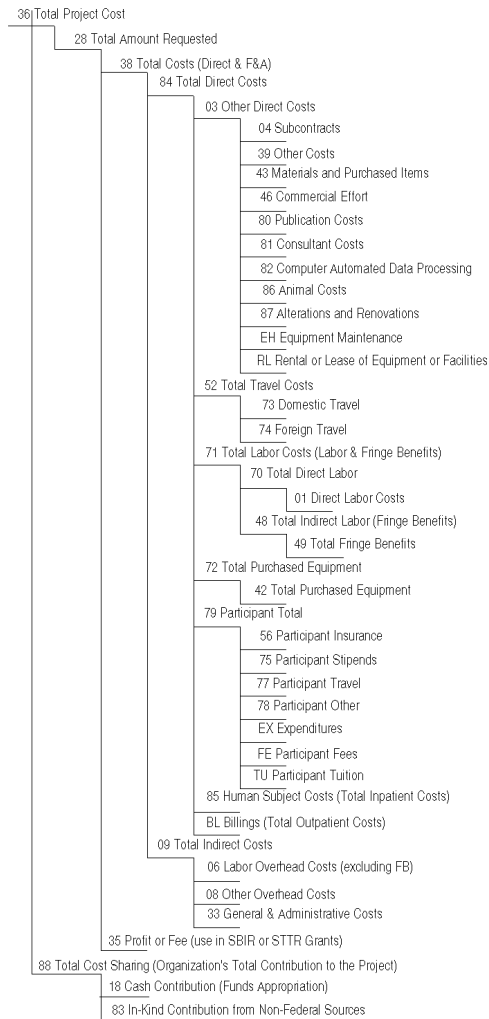 36 Total Project Cost
28 Total Amount Requested
38 Total Costs (Direct & F&A)
84 Total Direct Costs
03 Other Direct Costs
04 Subcontracts
39 Other Costs
43 Materials and Purchased Items
46 Commercial Effort
80 Publication Costs
81 Consultant Costs
82 Computer Automated Data Processing
86 Animal Costs
87 Alterations and Renovations
EH Equipment Maintenance
RL Rental or Lease of Equipment or Facilities
52 Total Travel Costs
73 Domestic Travel
74 Foreign Travel
71 Total Labor Costs (Labor & Fringe Benefits)
70 Total Direct Labor
01 Direct Labor Costs
48 Total Indirect Labor (Fringe Benefits)
49 Total Fringe Benefits
72 Total Purchased Equipment
42 Total Purchased Equipment
79 Participant Total
56 Participant Insurance
75 Participant Stipends
77 Participant Travel
78 Participant Other
EX Expenditures
FE Participant Fees
TU Participant Tuition
85 Human Subject Costs (Total Inpatient Costs)
BL Billings (Total Outpatient Costs)
09 Total Indirect Costs
06 Labor Overhead Costs (excluding FB)
08 Other Overhead Costs
33 General & Administrative Costs
35 Profit or Fee (use in SBIR or STTR Grants)
88 Total Cost Sharing (Organization's Total Contribution to the Project)
18 Cash Contribution (Funds Appropriation)
83 In-Kind Contribution from Non-Federal Sources